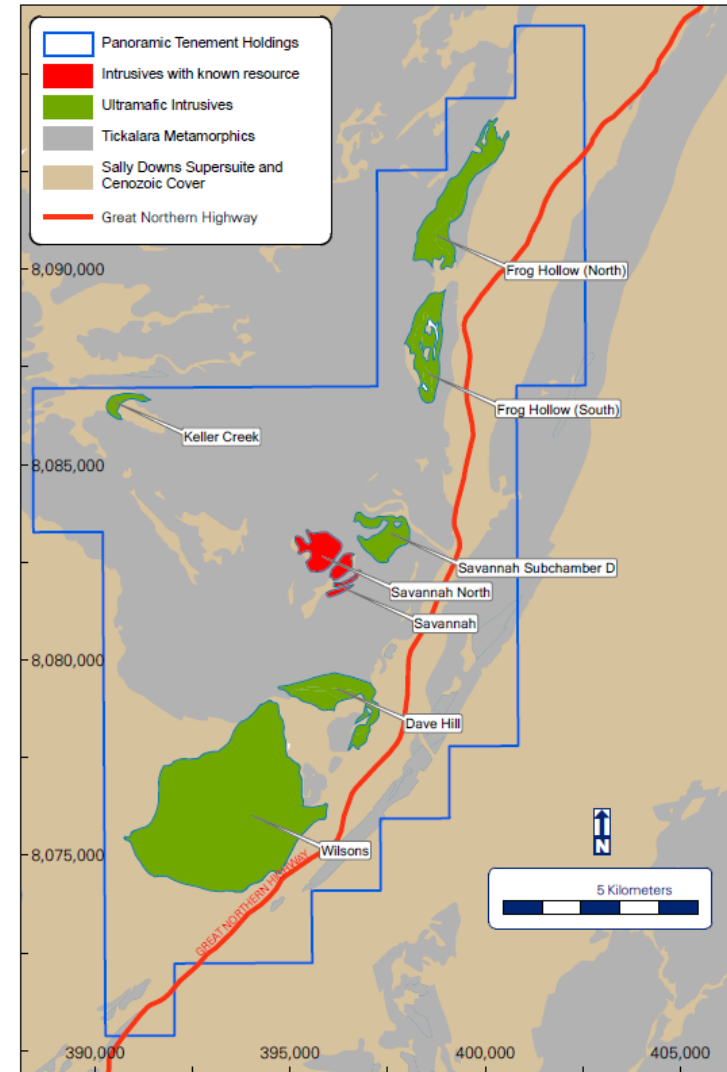 Panoramic Tenement Holdings
Intrusives with known resource
Ultramafic Intrusives
Tickalara Metamorphics
Sally Downs Supersuite and
Cenozoic Cover
Great Northern Highway
8,090,000
Frog Hollow (North)
Frog Hollow (South)
Keller Creek
8,085,000
Savannah Subchamber D
Savannah North
Savannah
8,080,000
Dave Hill
Wilsons
8,075,000
N
GREAT NORTHERN HIGHWAY
5 Kilometers
390,000
395,000
400,000
405,000